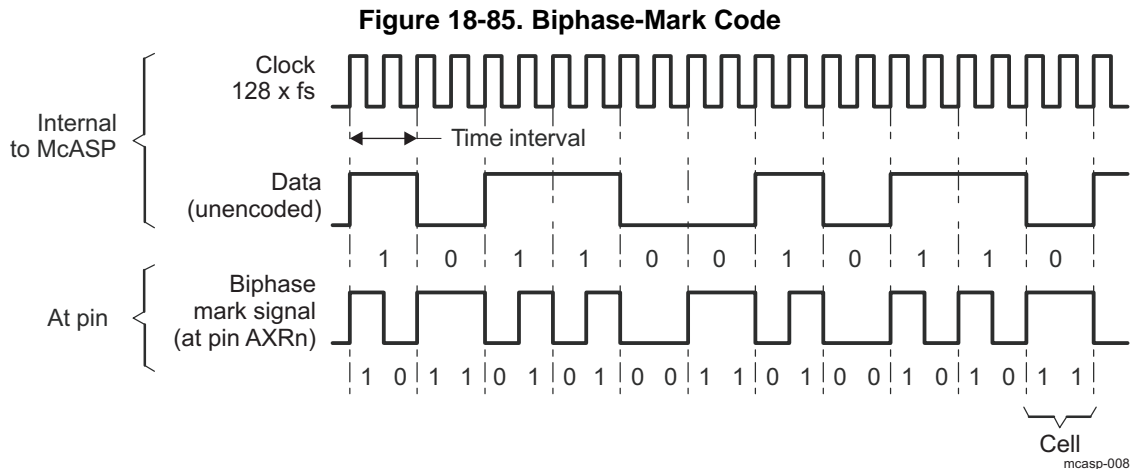 Figure 18-85. Biphase-Mark Code
Clock
128 x fs
Internal
to McASP
Time interval
Data
(unencoded)
1 0 1 1 0 0 1 0 1 1 0
Biphase
mark signal
(at pin AXRn)
At pin
1 0 1 1 0 1 0 1 0 0 1 1 0 1 0 0 1 0 1 0 1 1
Cell
mcasp-008